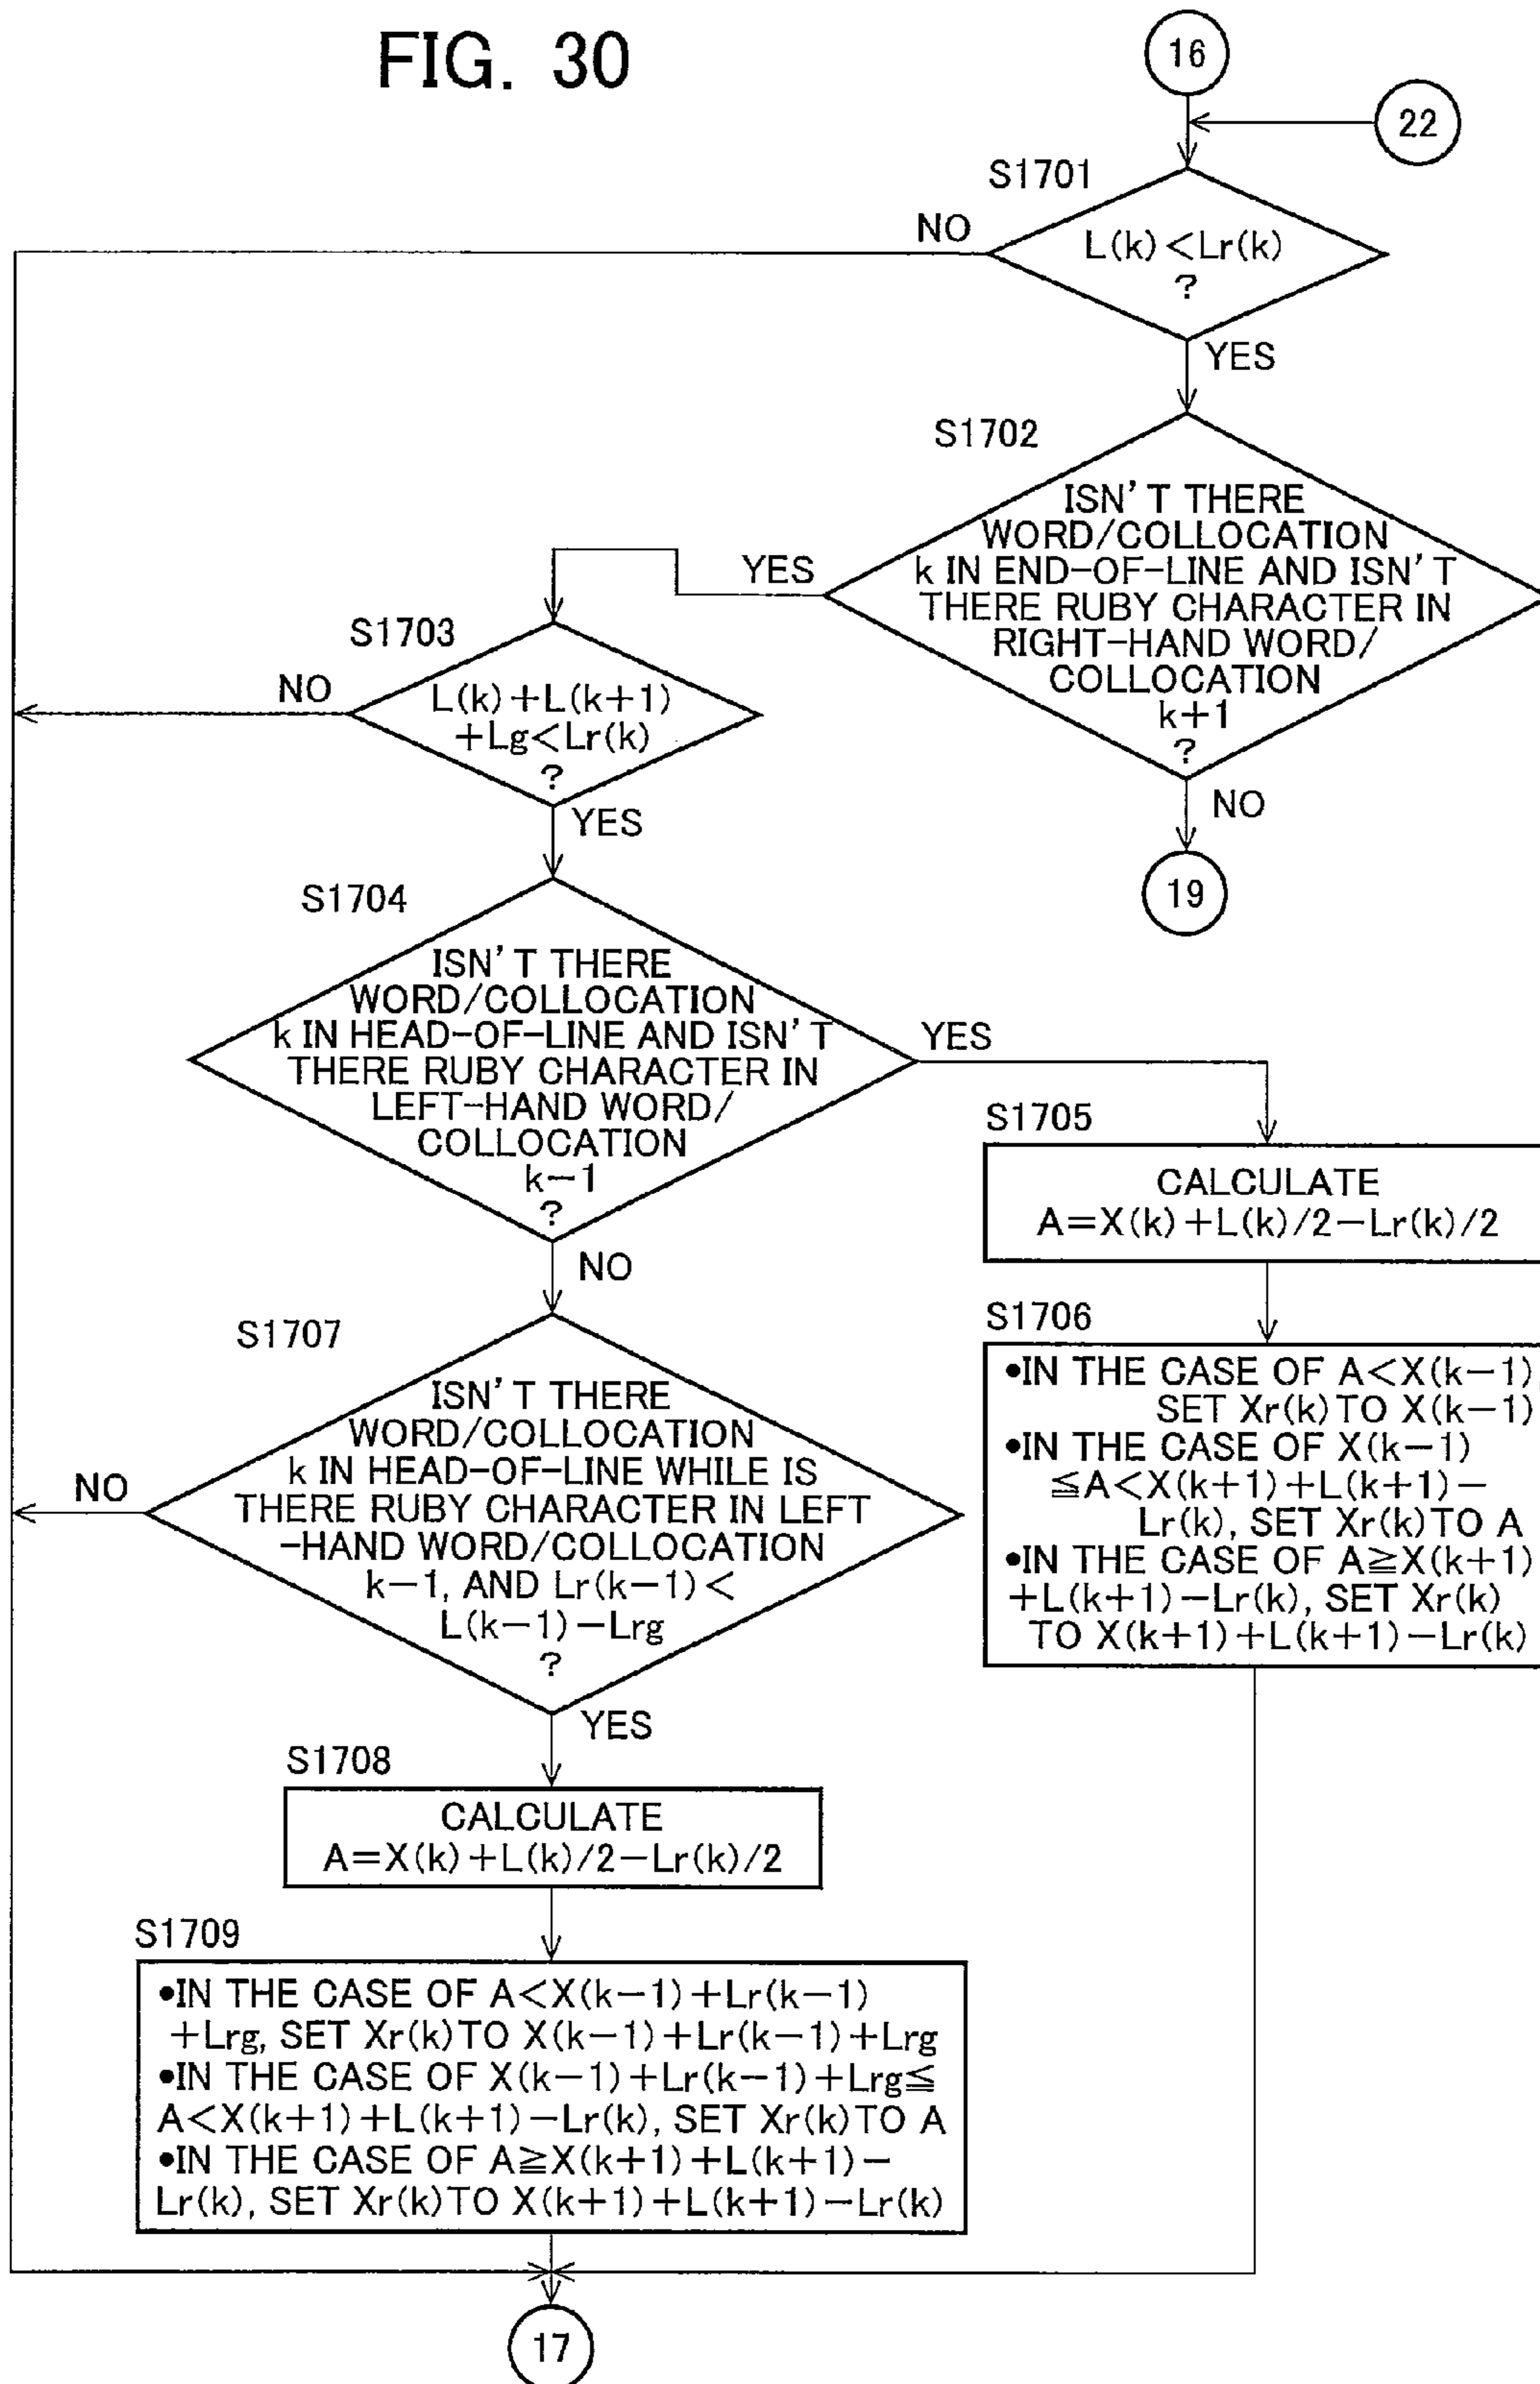 FIG. 30
16
22
S1701
NO
L(k)<Lr(k)
?
YES
S1702
ISN'T THERE
WORD/COLLOCATION
k IN END-OF-LINE AND ISN'T
THERE RUBY CHARACTER IN
RIGHT-HAND WORD/
COLLOCATION
k+1
?
YES
NO
19
S1703
NO
L(k)+L(k+1)
+Lg<Lr(k)
?
YES
S1704
ISN'T THERE
WORD/COLLOCATION
k IN HEAD-OF-LINE AND ISN'T
THERE RUBY CHARACTER IN
LEFT-HAND WORD/
COLLOCATION
k-1
?
YES
NO
S1705
CALCULATE
A=X(k)+L(k)/2-Lr(k)/2
S1706
•IN THE CASE OF A<X(k-1),
SET Xr(k)TO X(k-1)
•IN THE CASE OF X(k-1)
≦A<X(k+1)+L(k+1)-
Lr(k), SET Xr(k)TO A
•IN THE CASE OF A≧X(k+1)
+L(k+1)-Lr(k), SET Xr(k)
TO X(k+1)+L(k+1)-Lr(k)
S1707
NO
ISN'T THERE
WORD/COLLOCATION
k IN HEAD-OF-LINE WHILE IS
THERE RUBY CHARACTER IN LEFT
-HAND WORD/COLLOCATION
k-1, AND Lr(k-1)<
L(k-1)-Lrg
?
YES
S1708
CALCULATE
A=X(k)+L(k)/2-Lr(k)/2
S1709
•IN THE CASE OF A<X(k-1)+Lr(k-1)
+Lrg, SET Xr(k)TO X(k-1)+Lr(k-1)+Lrg
•IN THE CASE OF X(k-1)+Lr(k-1)+Lrg≦
A<X(k+1)+L(k+1)-Lr(k), SET Xr(k)TO A
•IN THE CASE OF A≧X(k+1)+L(k+1)-
Lr(k), SET Xr(k)TO X(k+1)+L(k+1)-Lr(k)
17